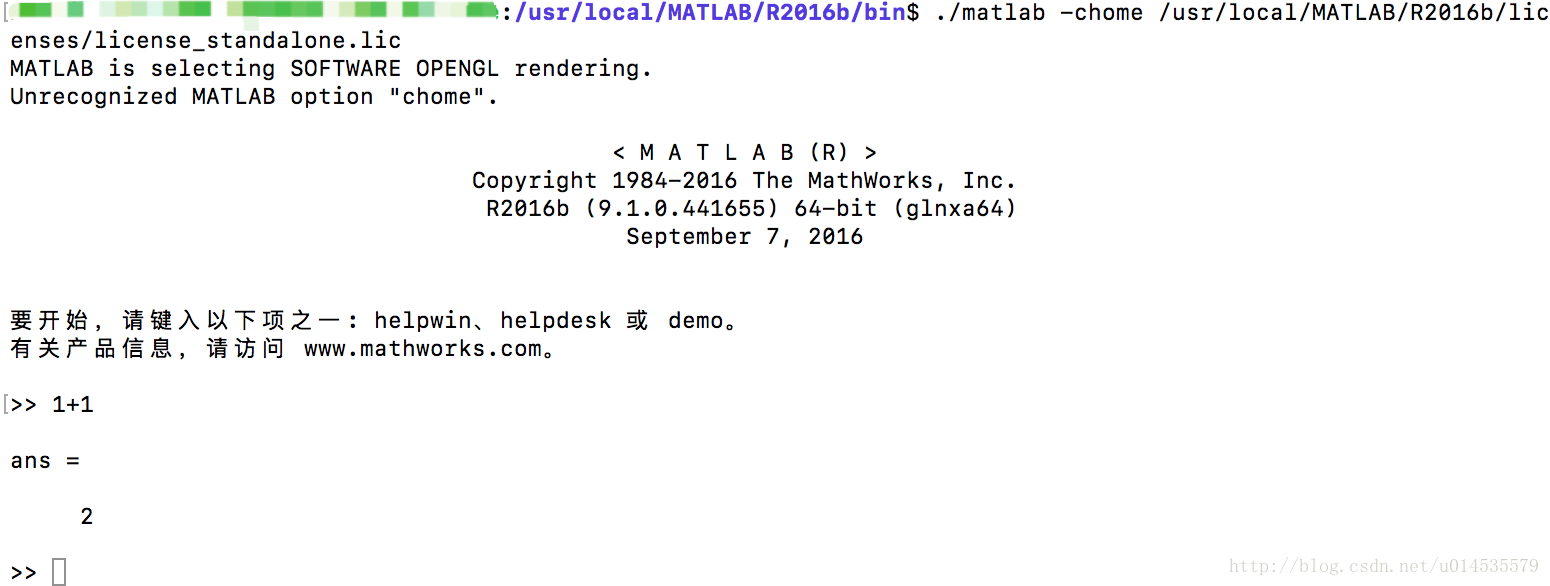 :/usr/local/MATLAB/R2016b/bin$ ./matlab -chome /usr/local/MATLAB/R2016b/lic
enses/license_standalone.lic
MATLAB is selecting SOFTWARE OPENGL rendering.
Unrecognized MATLAB option "chome".
< M A T L A B (R) >
Copyright 1984-2016 The MathWorks, Inc.
R2016b (9.1.0.441655) 64-bit (glnxa64)
September 7, 2016
要开始，请键入以下项之一: helpwin、helpdesk 或 demo。
有关产品信息，请访问 www.mathworks.com。
[>> 1+1
ans =
2
>>
http://blog.csdn.net/u014535579